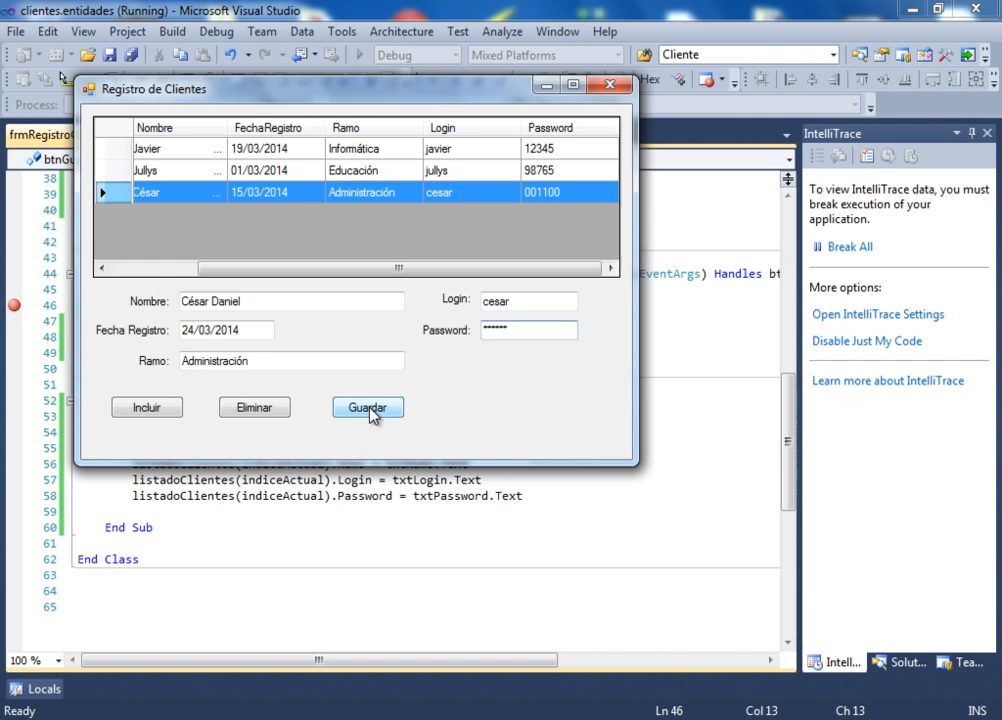 clientes.entidades (Running) - Microsoft Visual Studio
File Edit View Project Build Debug Team Data Tools Architecture Test Analyze Window Help
Debug Mixed Platforms Cliente
Hex
Process:
Registro de Clientes
Nombre FechaRegistro Ramo Login Password
Javier ... 19/03/2014 Informática javier 12345
Jullys ... 01/03/2014 Educación jullys 98765
César ... 15/03/2014 Administración cesar 001100
Nombre: César Daniel Login: cesar
Fecha Registro: 24/03/2014 Password: ******
Ramo: Administración
Incluir Eliminar Guardar
IntelliTrace
To view IntelliTrace data, you must
break execution of your
application.
Break All
More options:
Open IntelliTrace Settings
Disable Just My Code
Learn more about IntelliTrace
38
39
40
41
42
43
44 EventArgs) Handles bt
45
46
47
48
49
50
51
52
53
54
55
56
57 listadoClientes(indiceActual).Login = txtLogin.Text
58 listadoClientes(indiceActual).Password = txtPassword.Text
59
60 End Sub
61
62 End Class
63
64
65
100 %
Intell... Solut... Tea...
Locals
Ready Ln 46 Col 13 Ch 13 INS